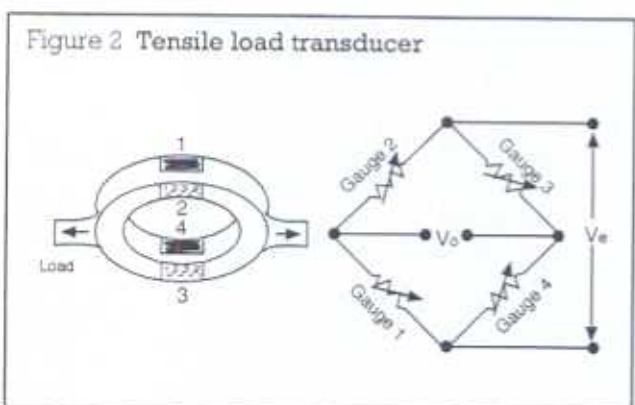 Figure 2 Tensile load transducer
1
2
4
Load
3
Gauge 2
Gauge 3
Vo
Ve
Gauge 1
Gauge 4